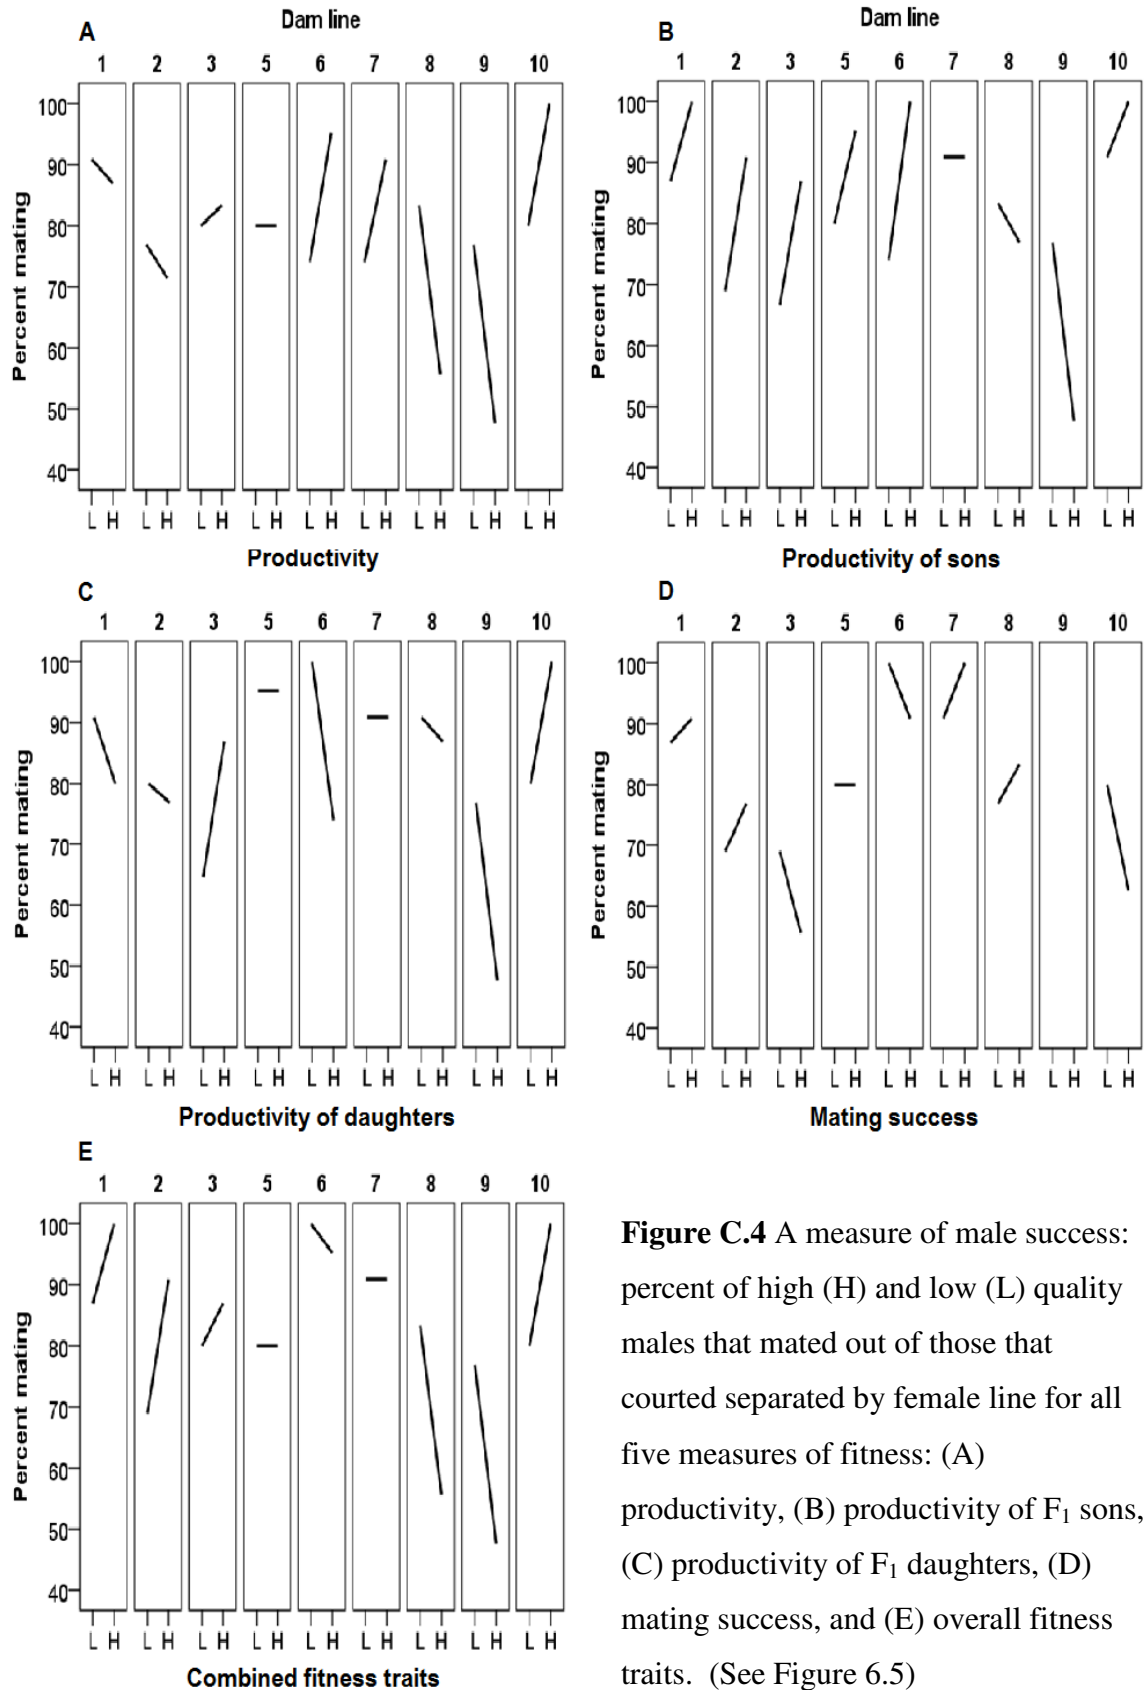 A
Dam line
1 2 3 5 6 7 8 9 10
Percent mating
100
90
80
70
60
50
40
L H L H L H L H L H L H L H L H L H
Productivity
B
Dam line
1 2 3 5 6 7 8 9 10
Percent mating
100
90
80
70
60
50
40
L H L H L H L H L H L H L H L H L H
Productivity of sons
C
1 2 3 5 6 7 8 9 10
Percent mating
100
90
80
70
60
50
40
L H L H L H L H L H L H L H L H L H
Productivity of daughters
D
1 2 3 5 6 7 8 9 10
Percent mating
100
90
80
70
60
50
40
L H L H L H L H L H L H L H L H L H
Mating success
E
1 2 3 5 6 7 8 9 10
Percent mating
100
90
80
70
60
50
40
L H L H L H L H L H L H L H L H L H
Combined fitness traits
Figure C.4 A measure of male success:
percent of high (H) and low (L) quality
males that mated out of those that
courted separated by female line for all
five measures of fitness: (A)
productivity, (B) productivity of F₁ sons,
(C) productivity of F₁ daughters, (D)
mating success, and (E) overall fitness
traits. (See Figure 6.5)